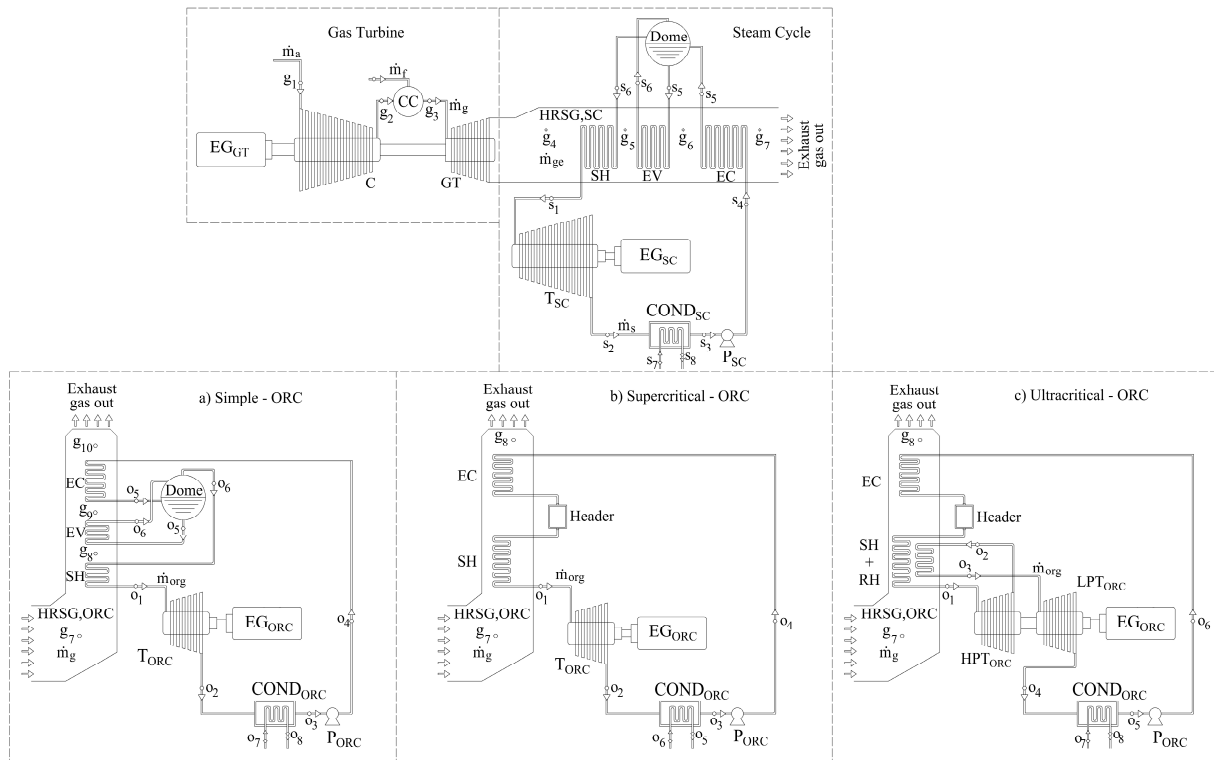 Gas Turbine
ṁa
ṁf
g1
CC
g2
g3
ṁg
EGGT
C
GT
Steam Cycle
Dome
s6
s6
s5
s5
HRSG,SC
g4
g5
g6
g7
ṁge
SH
EV
EC
Exhaust
gas out
s1
s4
EGSC
TSC
CONDSC
ṁs
s2
s3
s7
s8
PSC
a) Simple - ORC
Exhaust
gas out
g10
EC
o5
Dome
o6
g9
o6
o5
EV
g8
SH
ṁorg
o1
HRSG,ORC
g7
ṁg
EGORC
o4
TORC
o2
CONDORC
o3
o7
o8
PORC
b) Supercritical - ORC
Exhaust
gas out
g8
EC
Header
SH
ṁorg
o1
HRSG,ORC
g7
ṁg
EGORC
o4
TORC
o2
CONDORC
o3
o6
o5
PORC
c) Ultracritical - ORC
Exhaust
gas out
g8
EC
Header
SH
+
RH
o2
o3
ṁorg
o1
LPTORC
HRSG,ORC
g7
ṁg
EGORC
o6
HPTORC
o4
CONDORC
o5
o7
o8
PORC